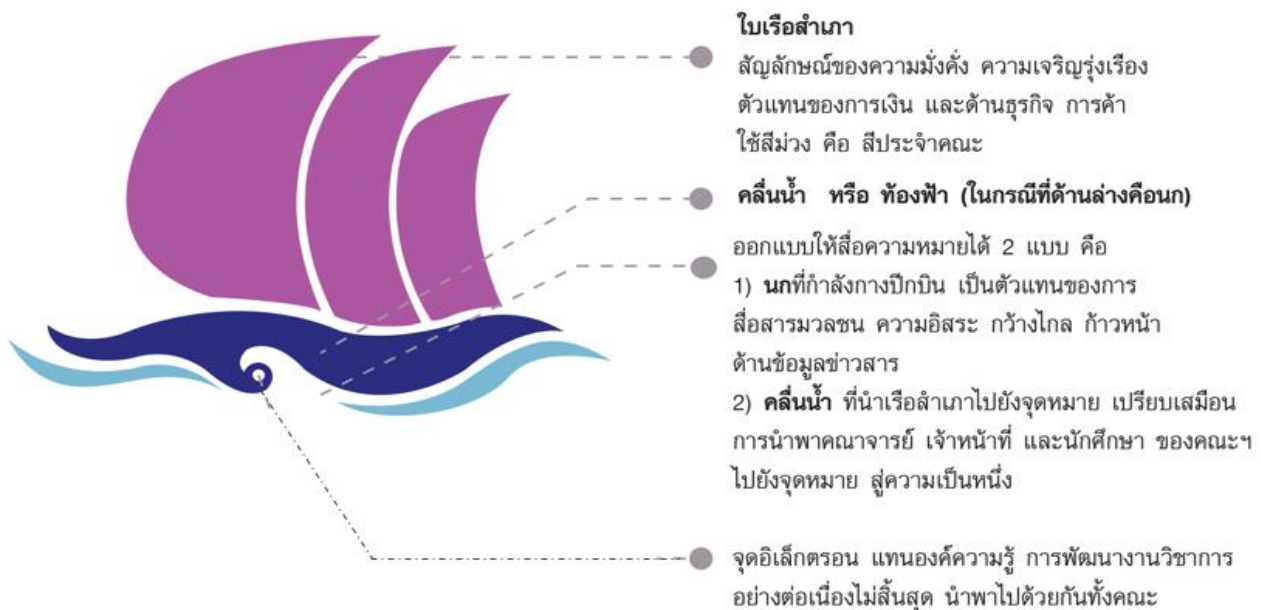 ใบเรือสำเภา
สัญลักษณ์ของความมั่งคั่ง ความเจริญรุ่งเรือง
ตัวแทนของการเงิน และด้านธุรกิจ การค้า
ใช้สีม่วง คือ สีประจำคณะ
คลื่นน้ำ หรือ ท้องฟ้า (ในกรณีที่ด้านล่างคือนก)
ออกแบบให้สื่อความหมายได้ 2 แบบ คือ
1) นกที่กำลังกางปีกบิน เป็นตัวแทนของการ
สื่อสารมวลชน ความอิสระ กว้างไกล ก้าวหน้า
ด้านข้อมูลข่าวสาร
2) คลื่นน้ำ ที่นำเรือสำเภาไปยังจุดหมาย เปรียบเสมือน
การนำพาคณาจารย์ เจ้าหน้าที่ และนักศึกษา ของคณะฯ
ไปยังจุดหมาย สู่ความเป็นหนึ่ง
จุดอิเล็กตรอน แทนองค์ความรู้ การพัฒนางานวิชาการ
อย่างต่อเนื่องไม่สิ้นสุด นำพาไปด้วยกันทั้งคณะ